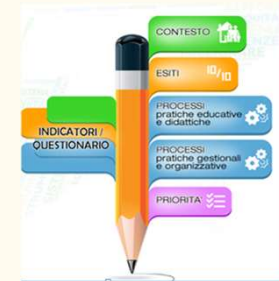 CONTESTO
ESITI 10/10
PROCESSI
pratiche educative
e didattiche
INDICATORI /
QUESTIONARIO
PROCESSI
pratiche gestionali
e organizzative
PRIORITA'